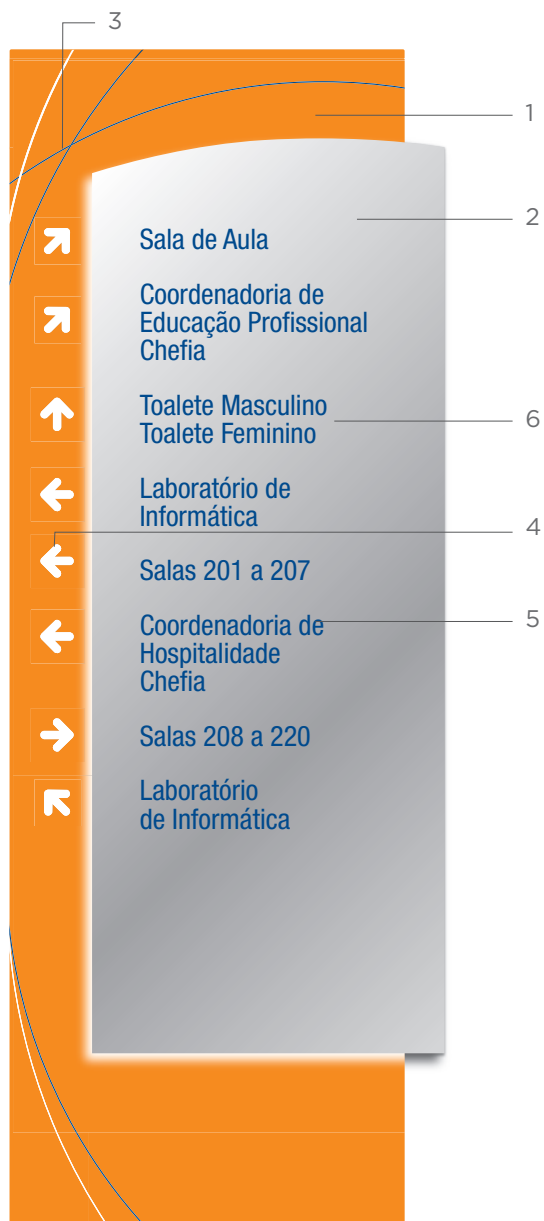 3
1
2
Sala de Aula
Coordenadoria de
Educação Profissional
Chefia
Toalete Masculino
Toalete Feminino
6
Laboratório de
Informática
4
Salas 201 a 207
5
Coordenadoria de
Hospitalidade
Chefia
Salas 208 a 220
Laboratório
de Informática